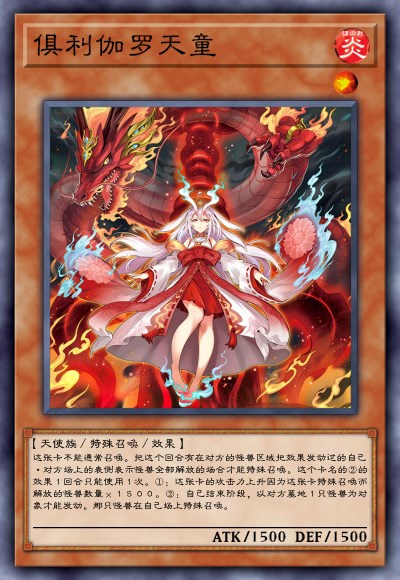 俱利伽罗天童
ほのお
炎
【天使族/特殊召唤/效果】
这张卡不能通常召唤。把这个回合有在对方的怪兽区域把效果发动过的自己
·对方场上的表侧表示怪兽全部解放的场合才能特殊召唤。这个卡名的②的
效果1回合只能使用1次。①:这张卡的攻击力上升因为这张卡特殊召唤而
解放的怪兽数量×1500。②:自己结束阶段,以对方墓地1只怪兽为对
象才能发动。那只怪兽在自己场上特殊召唤。
ATK/1500 DEF/1500